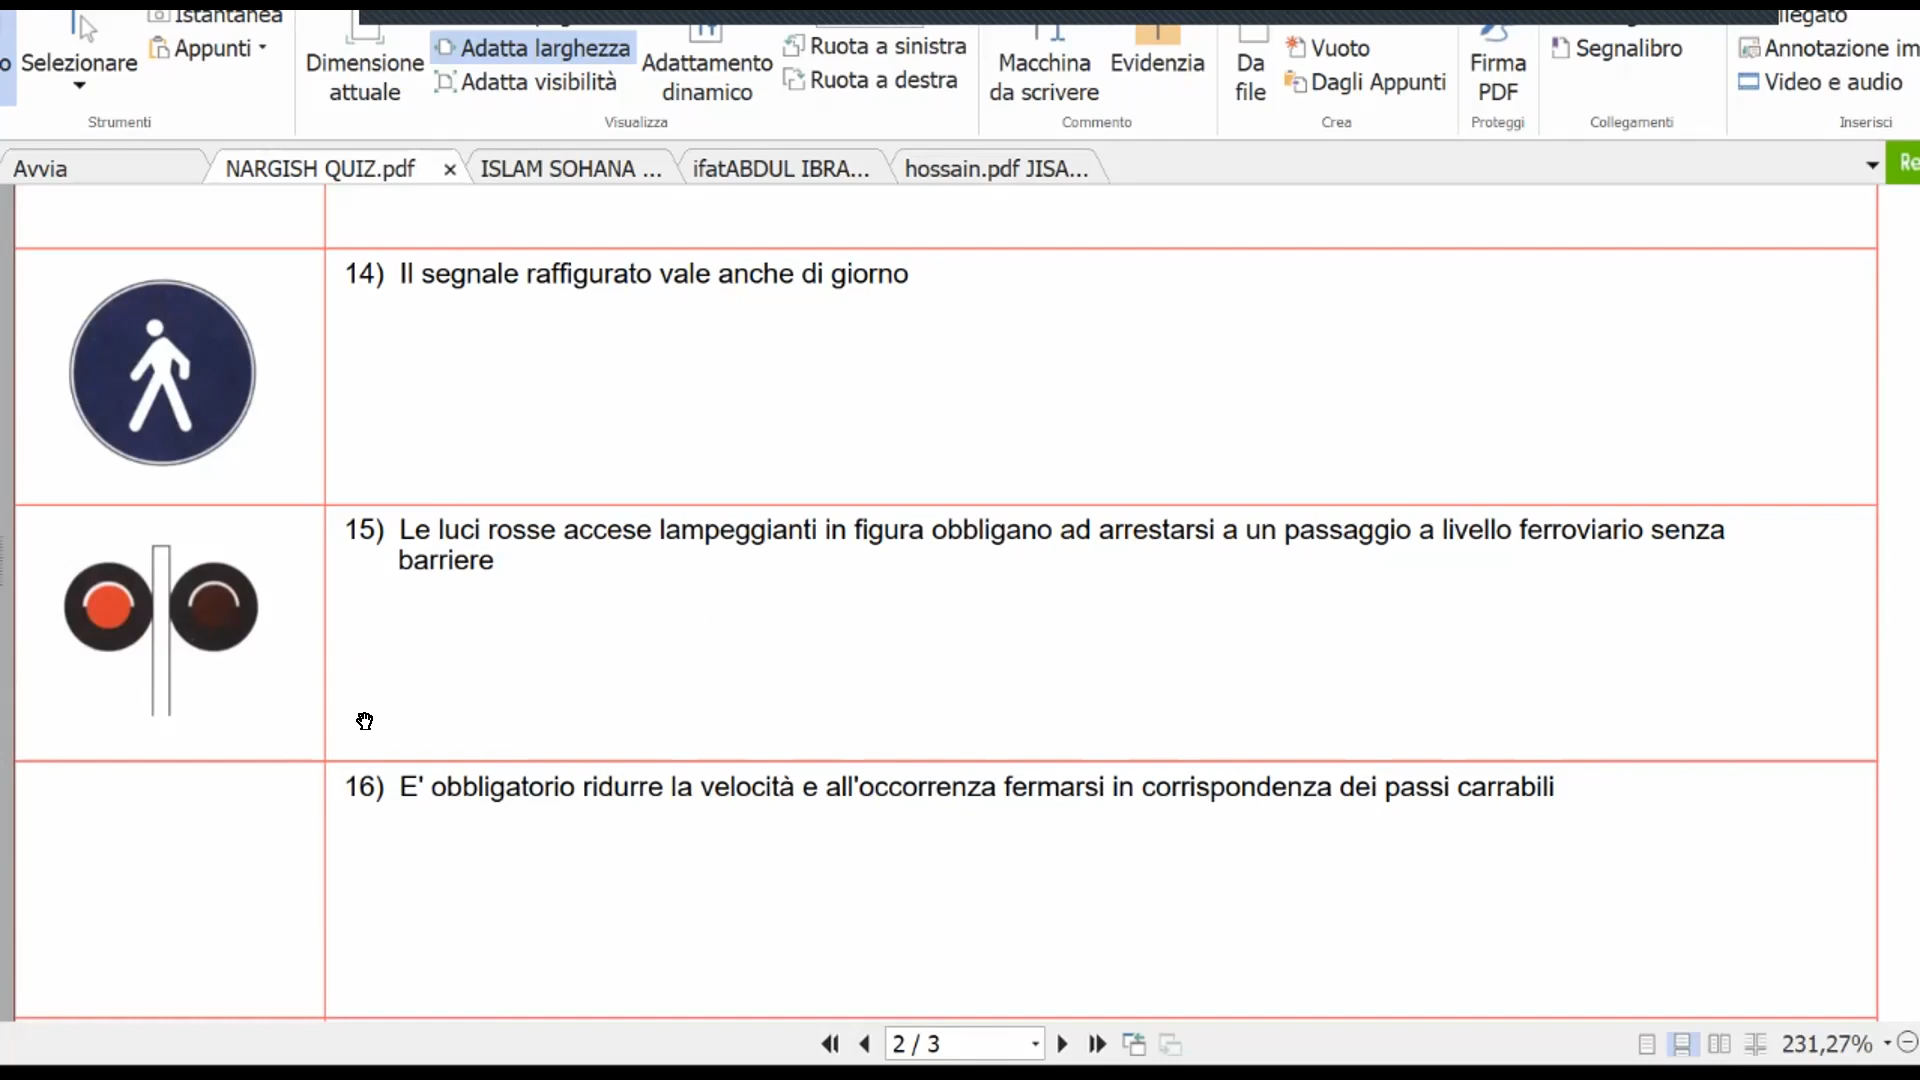 Istantanea
Selezionare
Appunti
Strumenti
Dimensione
attuale
Adatta larghezza
Adatta visibilità
Adattamento
dinamico
Ruota a sinistra
Ruota a destra
Visualizza
Macchina
da scrivere
Evidenzia
Commento
Da
file
Vuoto
Dagli Appunti
Crea
Firma
PDF
Proteggi
Segnalibro
Collegamenti
llegato
Annotazione im
Video e audio
Inserisci
Avvia
NARGISH QUIZ.pdf
ISLAM SOHANA ...
ifatABDUL IBRA...
hossain.pdf JISA...
Re
14) Il segnale raffigurato vale anche di giorno
15) Le luci rosse accese lampeggianti in figura obbligano ad arrestarsi a un passaggio a livello ferroviario senza
barriere
16) E' obbligatorio ridurre la velocità e all'occorrenza fermarsi in corrispondenza dei passi carrabili
2 / 3
231,27%